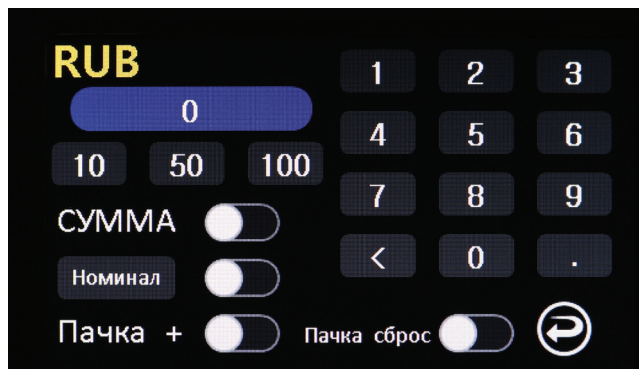 RUB
0
10 50 100
СУММА
Номинал
Пачка +
Пачка сброс
1 2 3
4 5 6
7 8 9
< 0 .